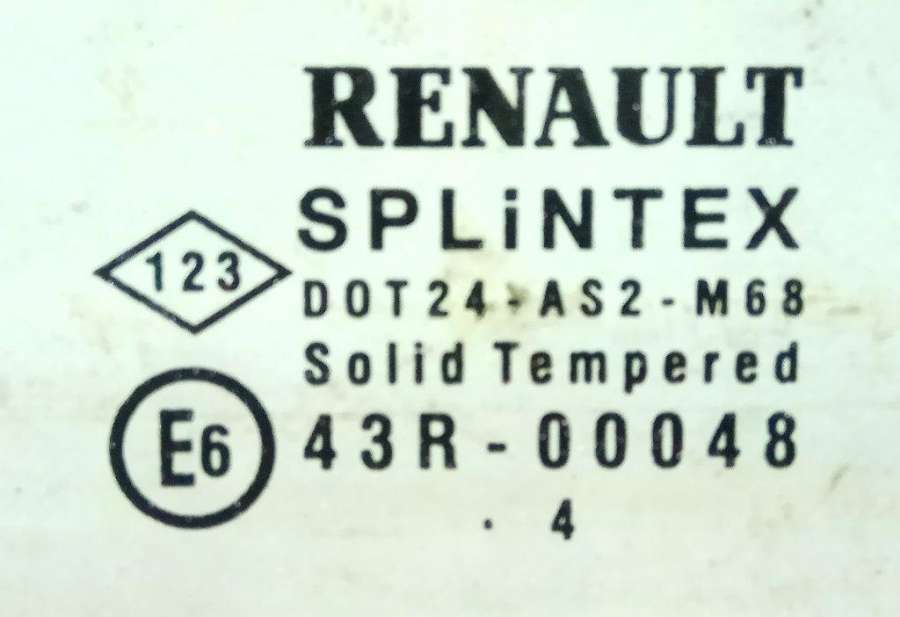 RENAULT
SPLiNTEX
123
DOT24-AS2-M68
Solid Tempered
E6
43R-00048
. 4